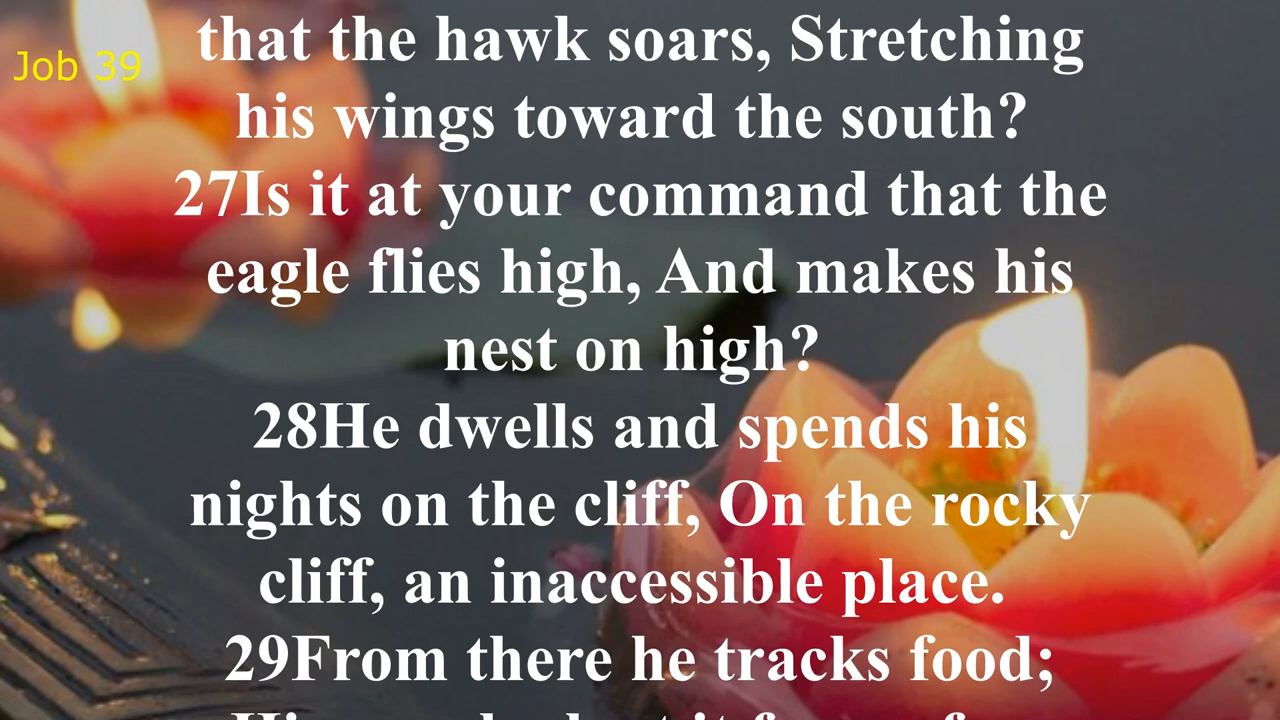 Job 39
that the hawk soars, Stretching
his wings toward the south?
27Is it at your command that the
eagle flies high, And makes his
nest on high?
28He dwells and spends his
nights on the cliff, On the rocky
cliff, an inaccessible place.
29From there he tracks food;